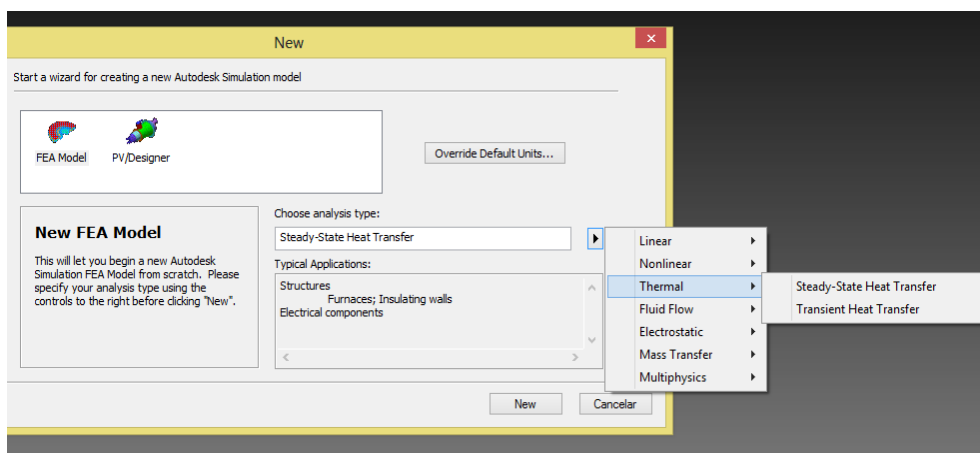 New
Start a wizard for creating a new Autodesk Simulation model
FEA Model
PV/Designer
Override Default Units...
New FEA Model
This will let you begin a new Autodesk
Simulation FEA Model from scratch. Please
specify your analysis type using the
controls to the right before clicking "New".
Choose analysis type:
Steady-State Heat Transfer
Typical Applications:
Structures
Furnaces; Insulating walls
Electrical components
Linear
Nonlinear
Thermal
Fluid Flow
Electrostatic
Mass Transfer
Multiphysics
Steady-State Heat Transfer
Transient Heat Transfer
New
Cancelar